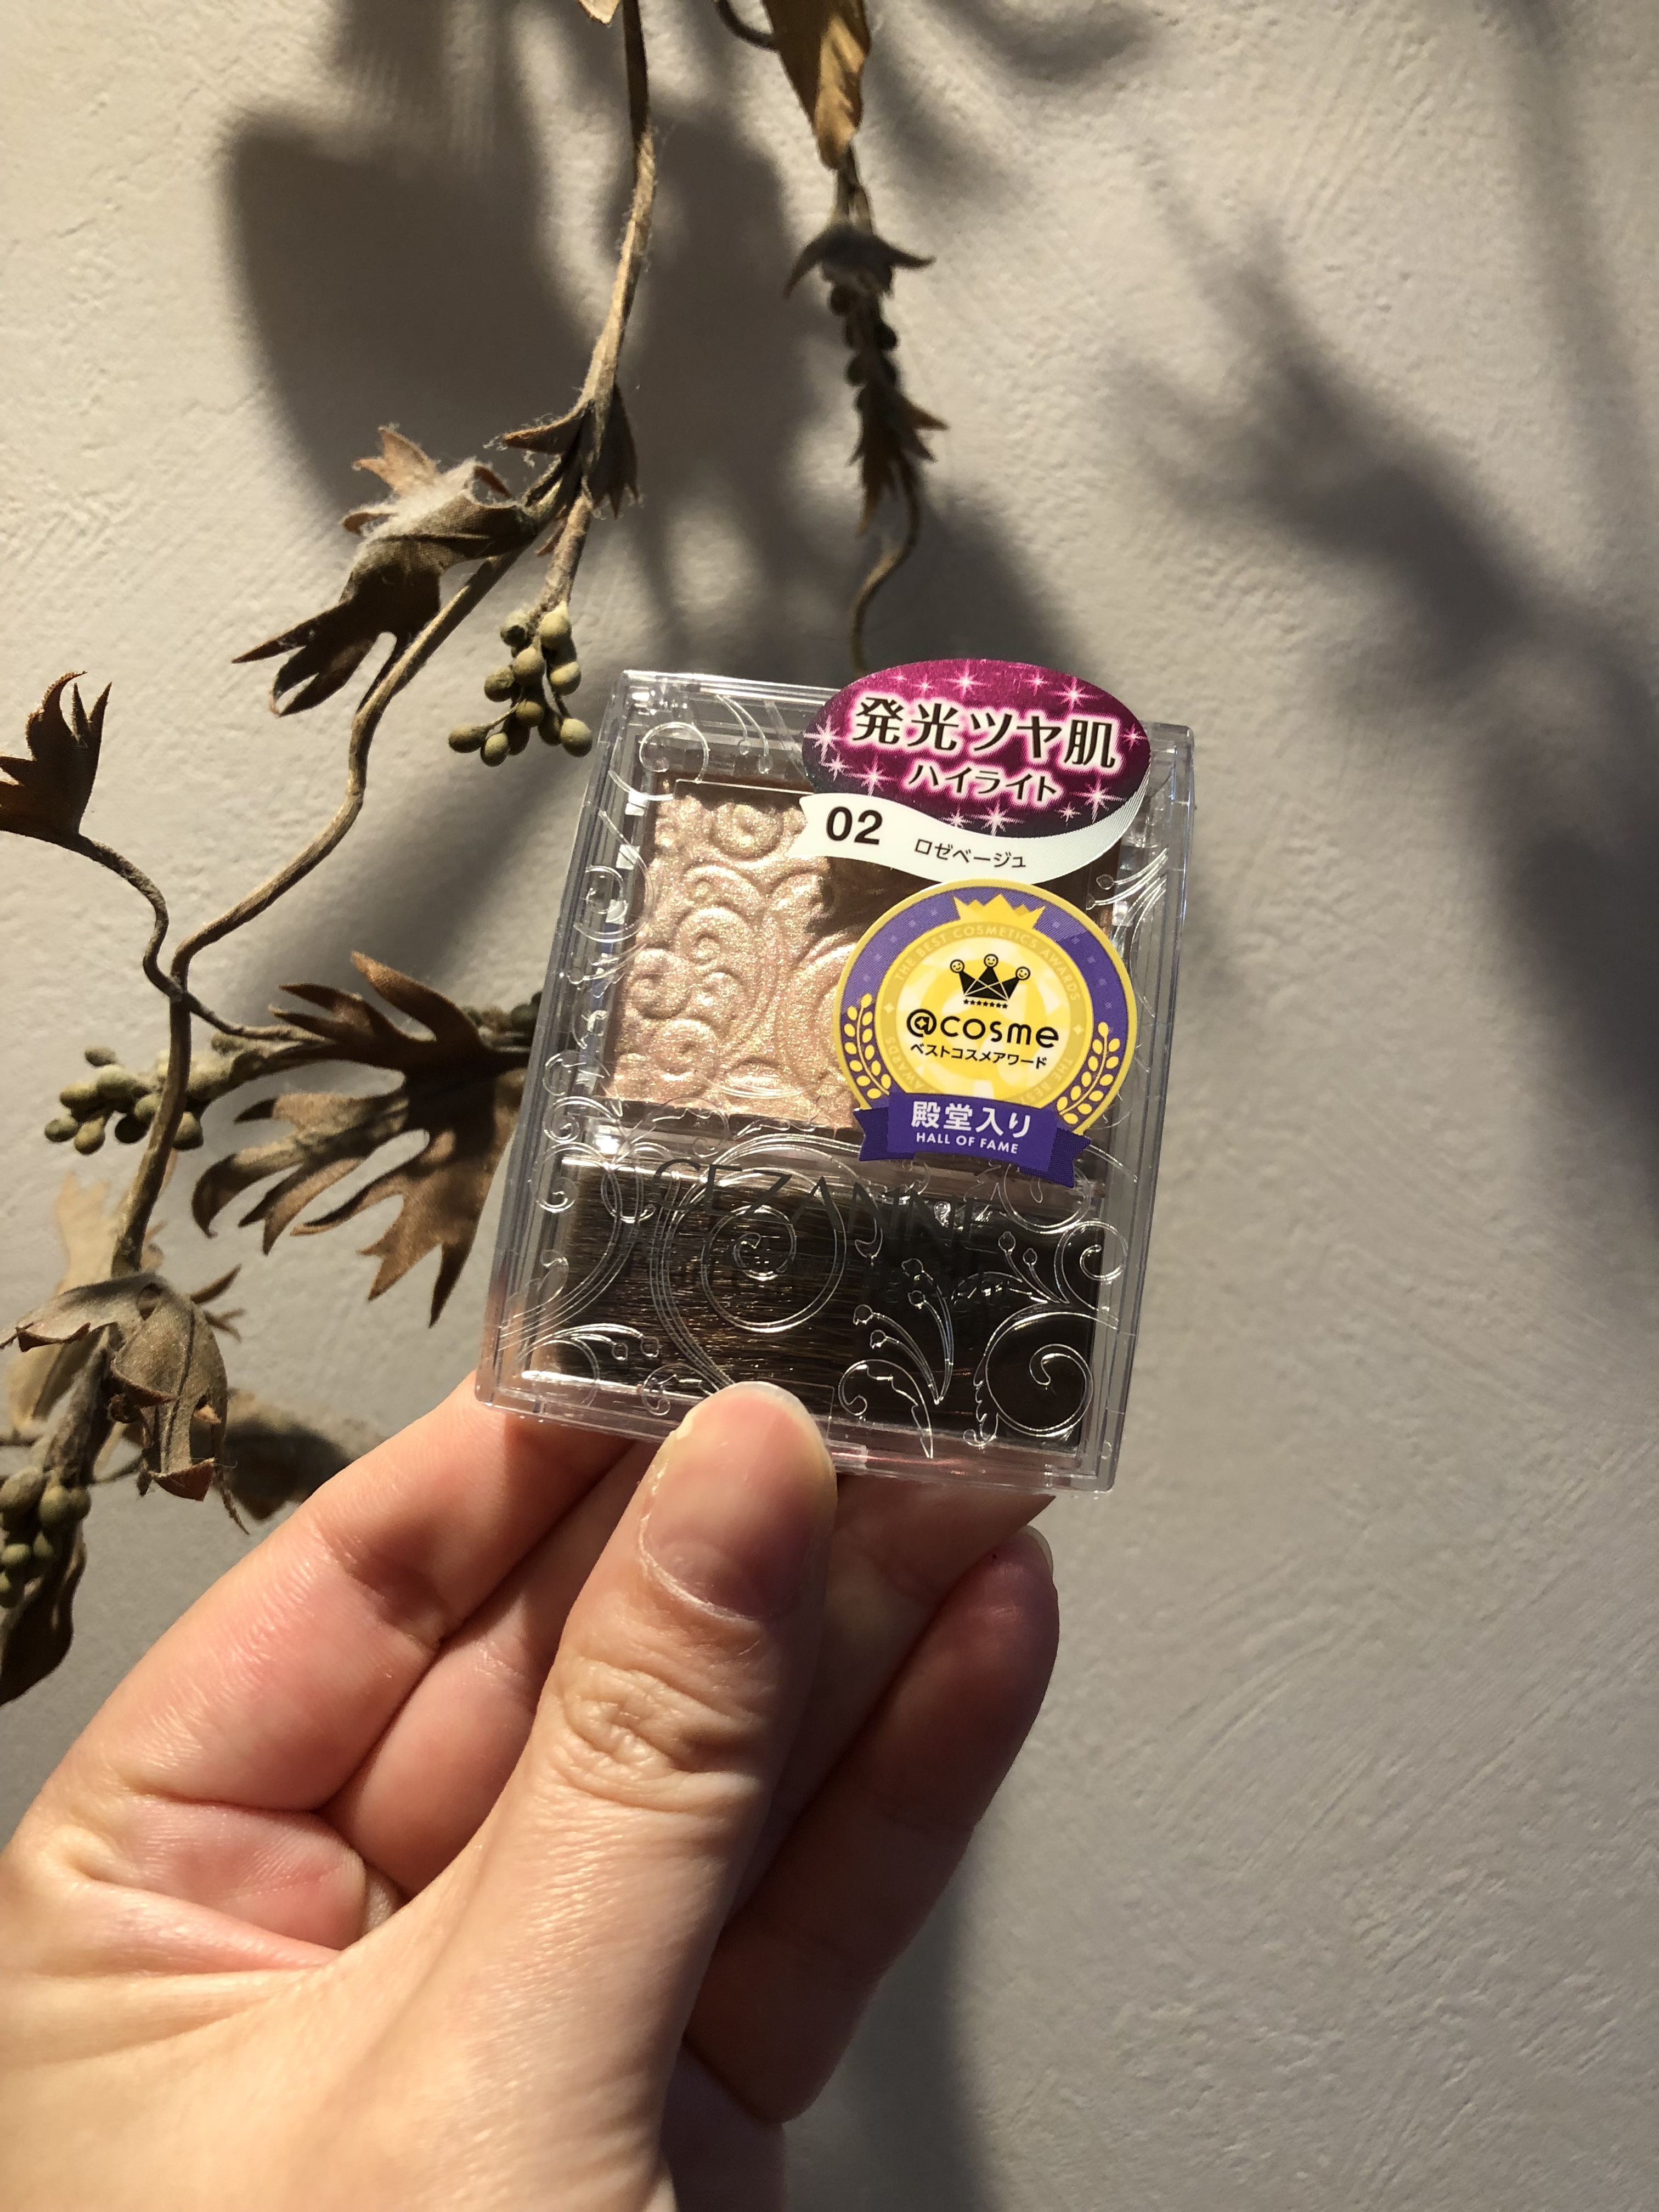 発光ツヤ肌
ハイライト
02 ロゼベージュ
THE BEST COSMETICS AWARDS
@cosme
ベストコスメアワード
殿堂入り
HALL OF FAME
CEZANNE